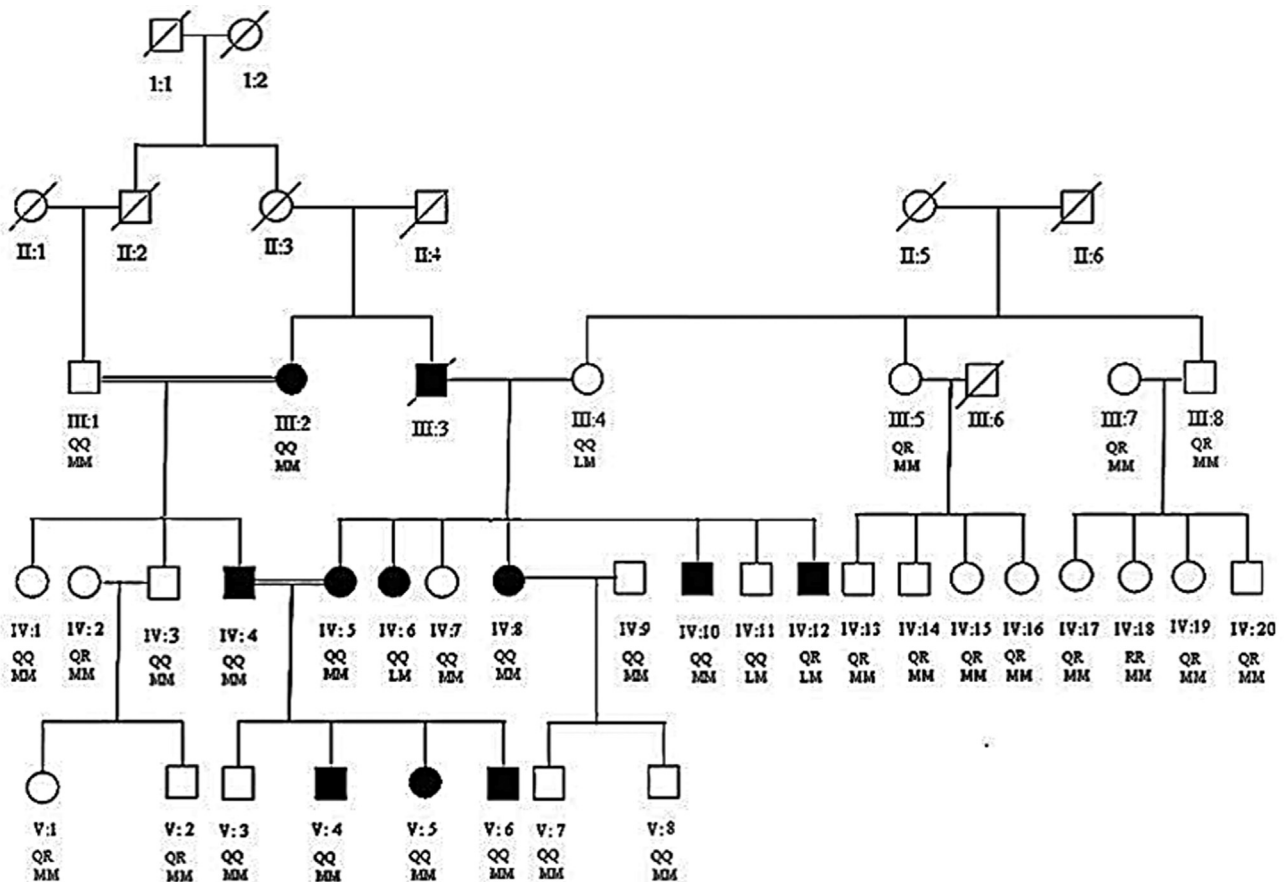 1:1 1:2
II:1 II:2 II:3 II:4 II:5 II:6
III:1 III:2 III:3 III:4 III:5 III:6 III:7 III:8
QQ QQ QQ QR QR QR
MM MM LM MM MM MM
IV:1 IV:2 IV:3 IV:4 IV:5 IV:6 IV:7 IV:8 IV:9 IV:10 IV:11 IV:12 IV:13 IV:14 IV:15 IV:16 IV:17 IV:18 IV:19 IV:20
QQ QR QQ QQ QQ QQ QQ QQ QQ QQ QQ QR QR QR QR QR QR RR QR QR
MM MM MM MM MM LM MM MM MM MM LM LM MM MM MM MM MM MM MM MM
V:1 V:2 V:3 V:4 V:5 V:6 V:7 V:8
QR QR QQ QQ QQ QQ QQ QQ
MM MM MM MM MM MM MM MM